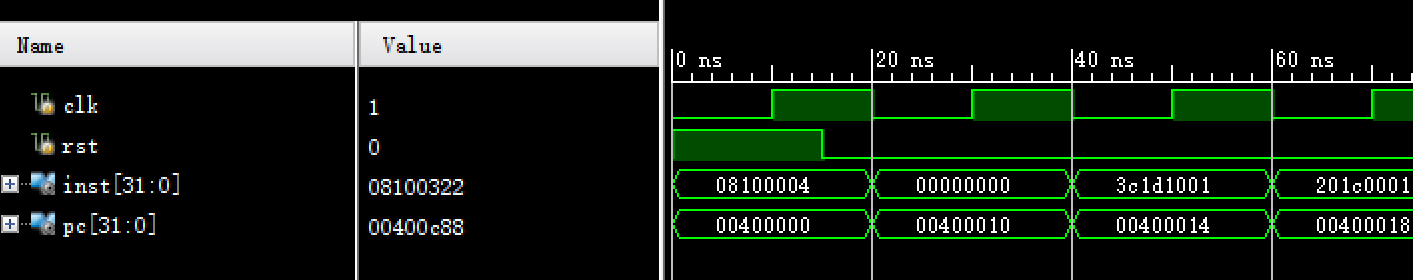 Name Value
0 ns 20 ns 40 ns 60 ns
clk 1
rst 0
inst[31:0] 08100322 08100004 00000000 3c1d1001 201c0001
pc[31:0] 00400c88 00400000 00400010 00400014 00400018